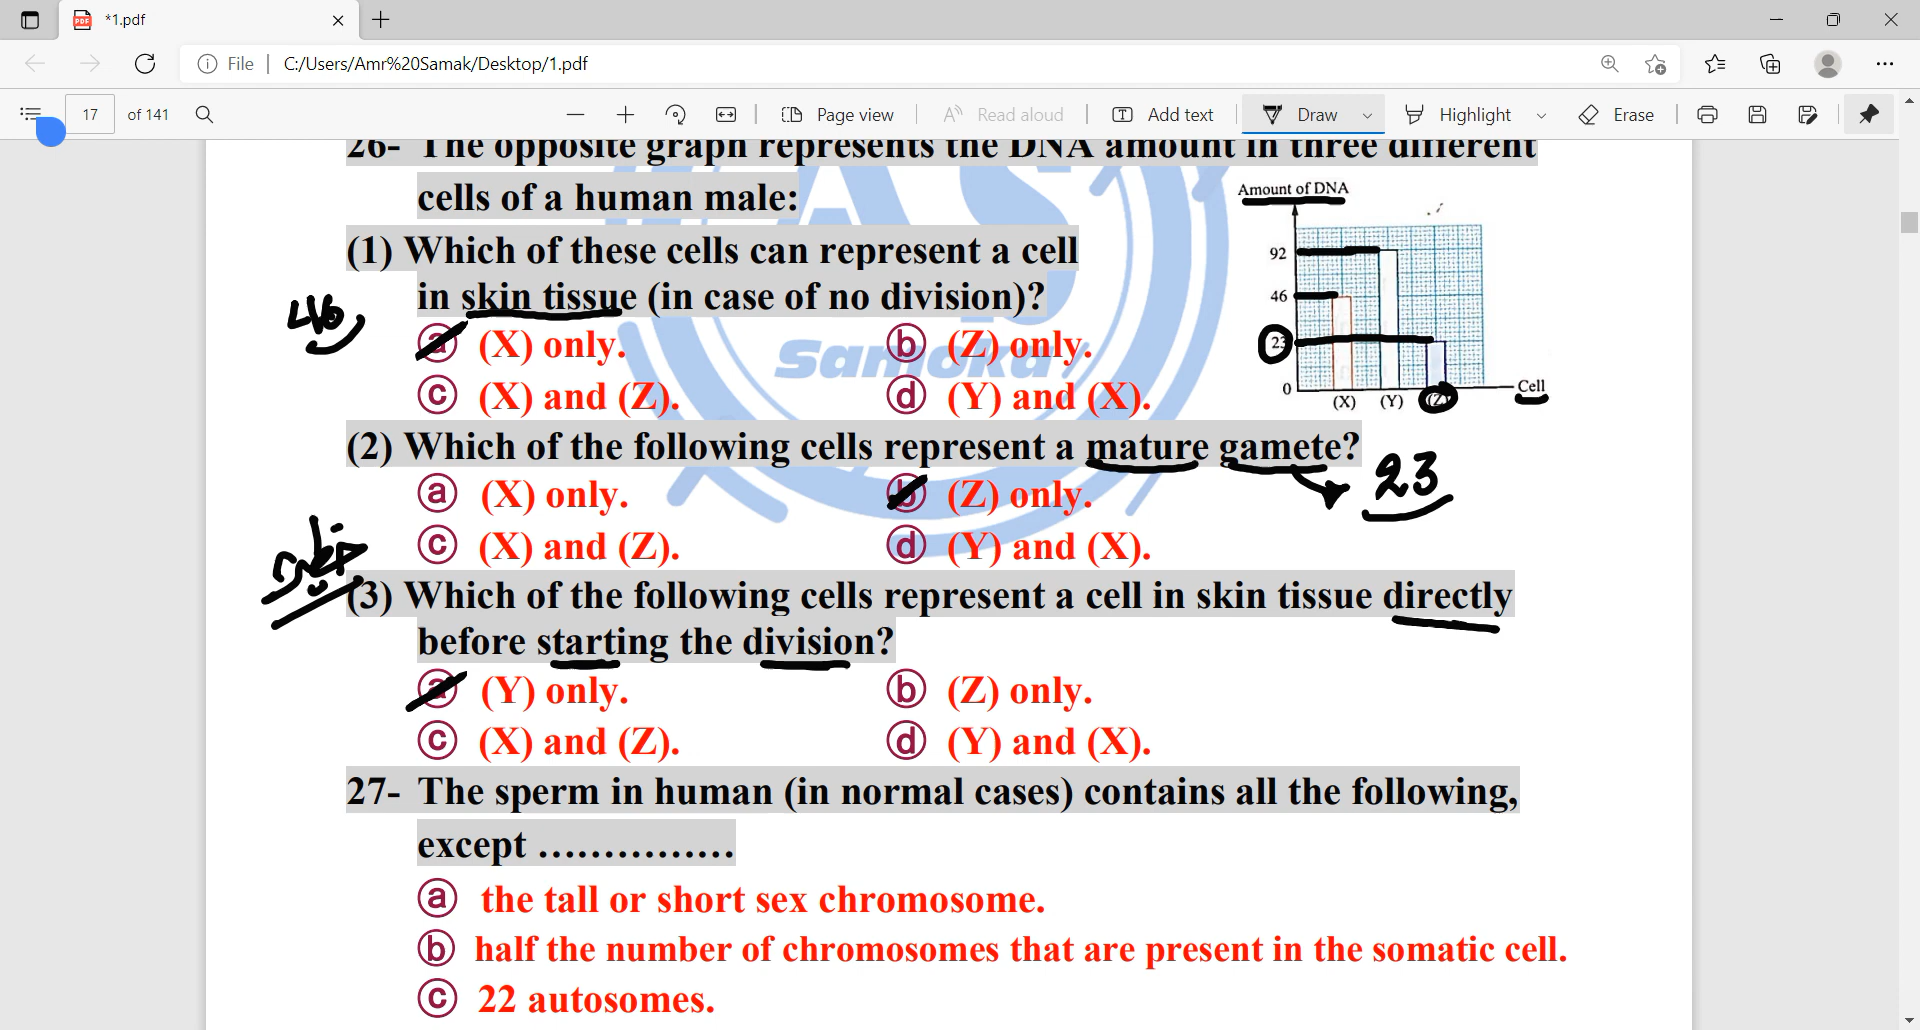 *1.pdf
File
C:/Users/Amr%20Samak/Desktop/1.pdf
17 of 141
Page view
Read aloud
Add text
Draw
Highlight
Erase
26- The opposite graph represents the DNA amount in three different
cells of a human male:
Amount of DNA
92
46
23
0
(X) (Y) (Z)
Cell
(1) Which of these cells can represent a cell
in skin tissue (in case of no division)?
46
a (X) only. b (Z) only.
c (X) and (Z). d (Y) and (X).
Samoka
(2) Which of the following cells represent a mature gamete?
23
a (X) only. b (Z) only.
c (X) and (Z). d (Y) and (X).
(3) Which of the following cells represent a cell in skin tissue directly
before starting the division?
a (Y) only. b (Z) only.
c (X) and (Z). d (Y) and (X).
27- The sperm in human (in normal cases) contains all the following,
except ...............
a the tall or short sex chromosome.
b half the number of chromosomes that are present in the somatic cell.
c 22 autosomes.